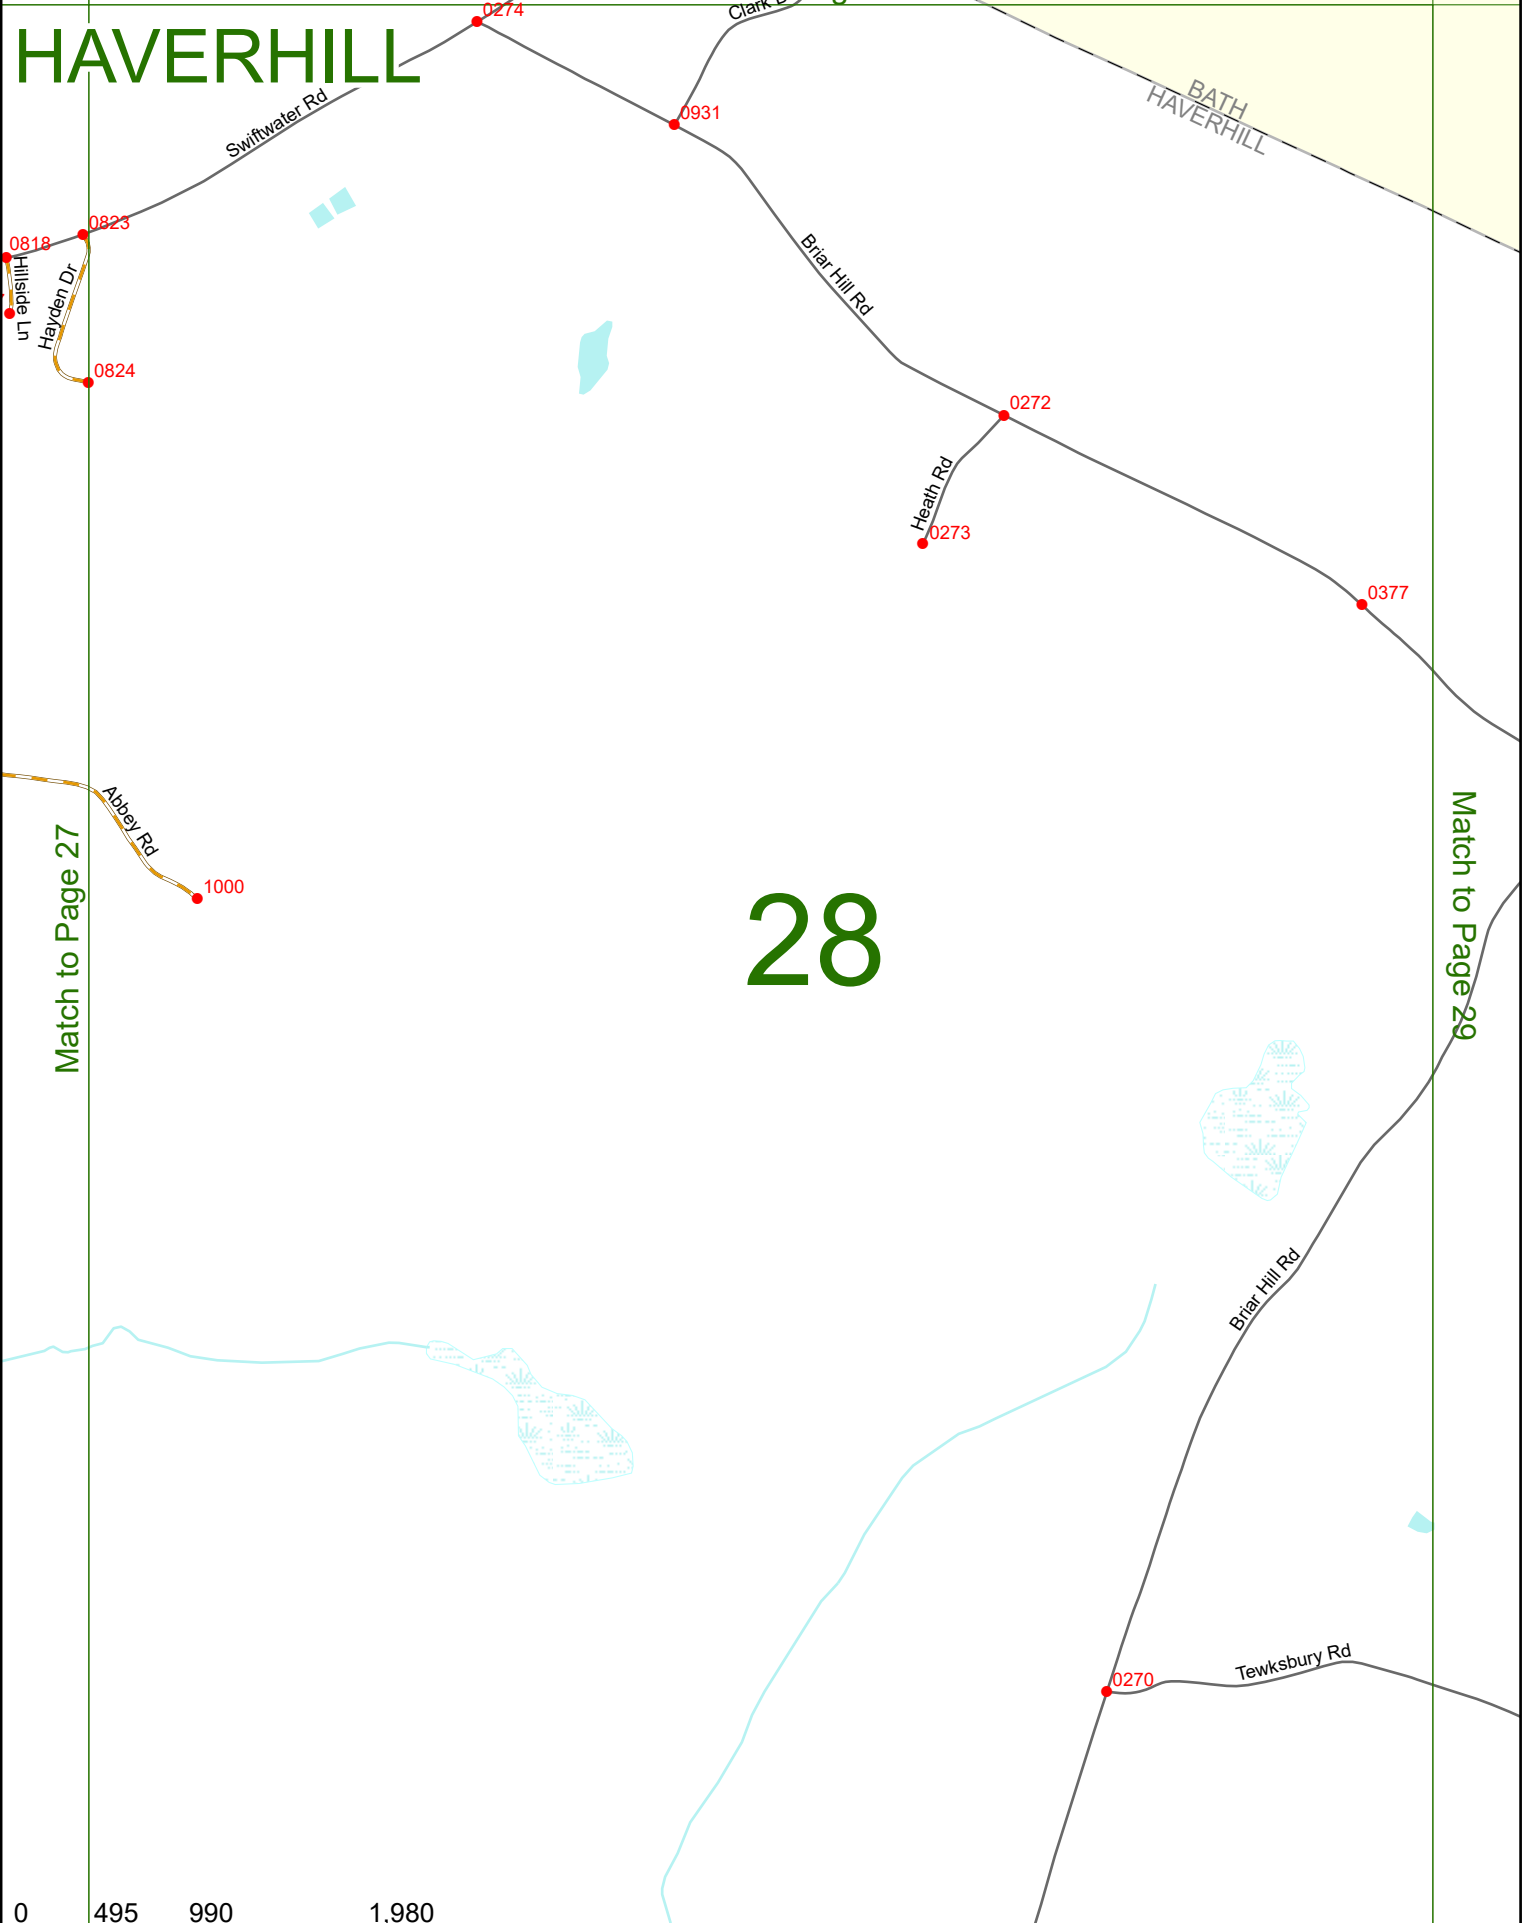 0274
Clark
HAVERHILL
0931
BATH
HAVERHILL
Swiftwater Rd
0823
0818
Hillside Ln
Hayden Dr
Briar Hill Rd
0824
0272
Heath Rd
0273
0377
Abbey Rd
1000
Match to Page 27
28
Match to Page 29
Briar Hill Rd
0270
Tewksbury Rd
0 495 990 1,980